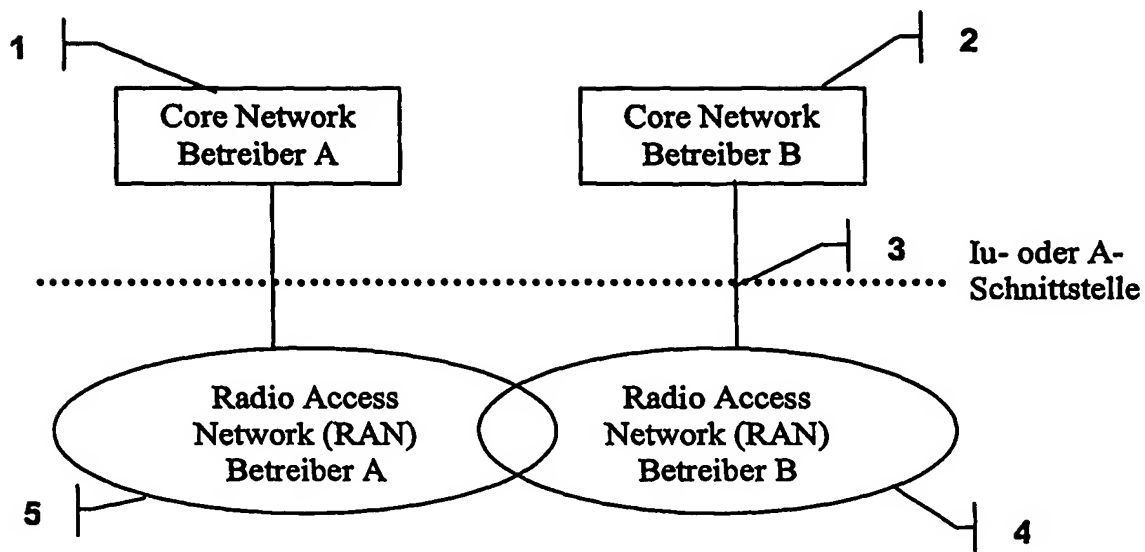 1
2
Core Network
Betreiber A
Core Network
Betreiber B
3
Iu- oder A-
Schnittstelle
Radio Access
Network (RAN)
Betreiber A
Radio Access
Network (RAN)
Betreiber B
5
4